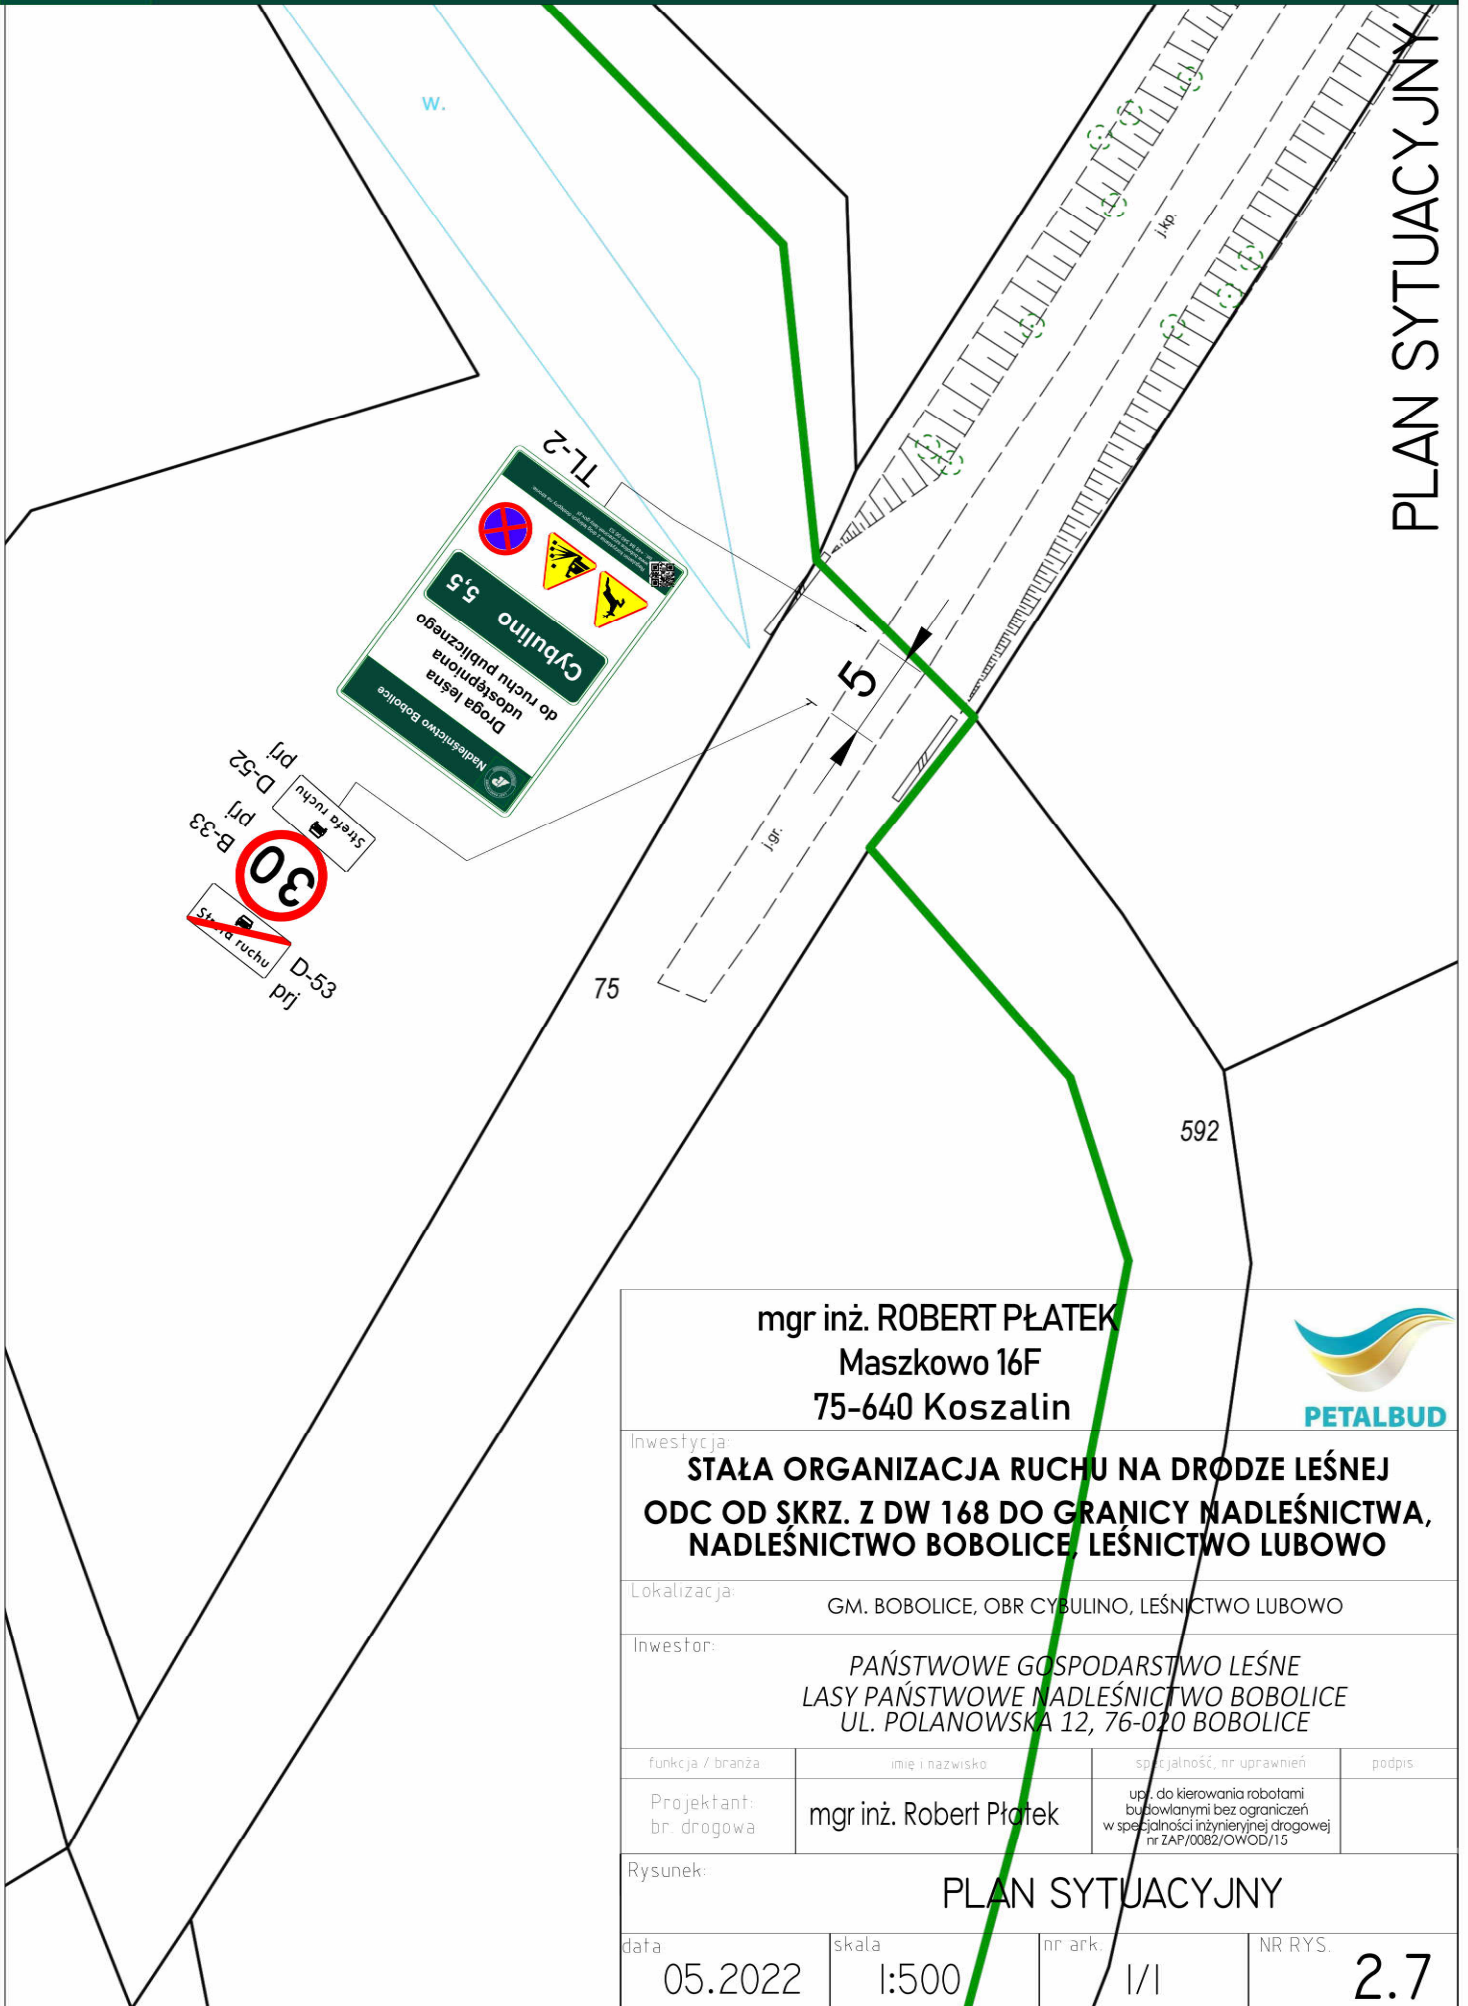 PLAN SYTUACYJNY
w.
j.kp.
TL-2
Cybulino 5,5
Droga leśna
udostępniona
do ruchu publicznego
Nadleśnictwo Bobolice
5
j.gr.
D-52
prj
Strefa ruchu
B-33
prj
30
Strefa ruchu
D-53
prj
75
592
mgr inż. ROBERT PŁATEK
Maszkowo 16F
75-640 Koszalin
PETALBUD
Inwestycja:
STAŁA ORGANIZACJA RUCHU NA DRODZE LEŚNEJ
ODC OD SKRZ. Z DW 168 DO GRANICY NADLEŚNICTWA,
NADLEŚNICTWO BOBOLICE, LEŚNICTWO LUBOWO
Lokalizacja:
GM. BOBOLICE, OBR CYBULINO, LEŚNICTWO LUBOWO
Inwestor:
PAŃSTWOWE GOSPODARSTWO LEŚNE
LASY PAŃSTWOWE NADLEŚNICTWO BOBOLICE
UL. POLANOWSKA 12, 76-020 BOBOLICE
funkcja / branża imię i nazwisko specjalność, nr uprawnień podpis
Projektant:
br. drogowa
mgr inż. Robert Płatek
upr. do kierowania robotami
budowlanymi bez ograniczeń
w specjalności inżynieryjnej drogowej
nr ZAP/0082/OWOD/15
Rysunek:
PLAN SYTUACYJNY
data skala nr ark. NR RYS.
05.2022 1:500 1/1 2.7